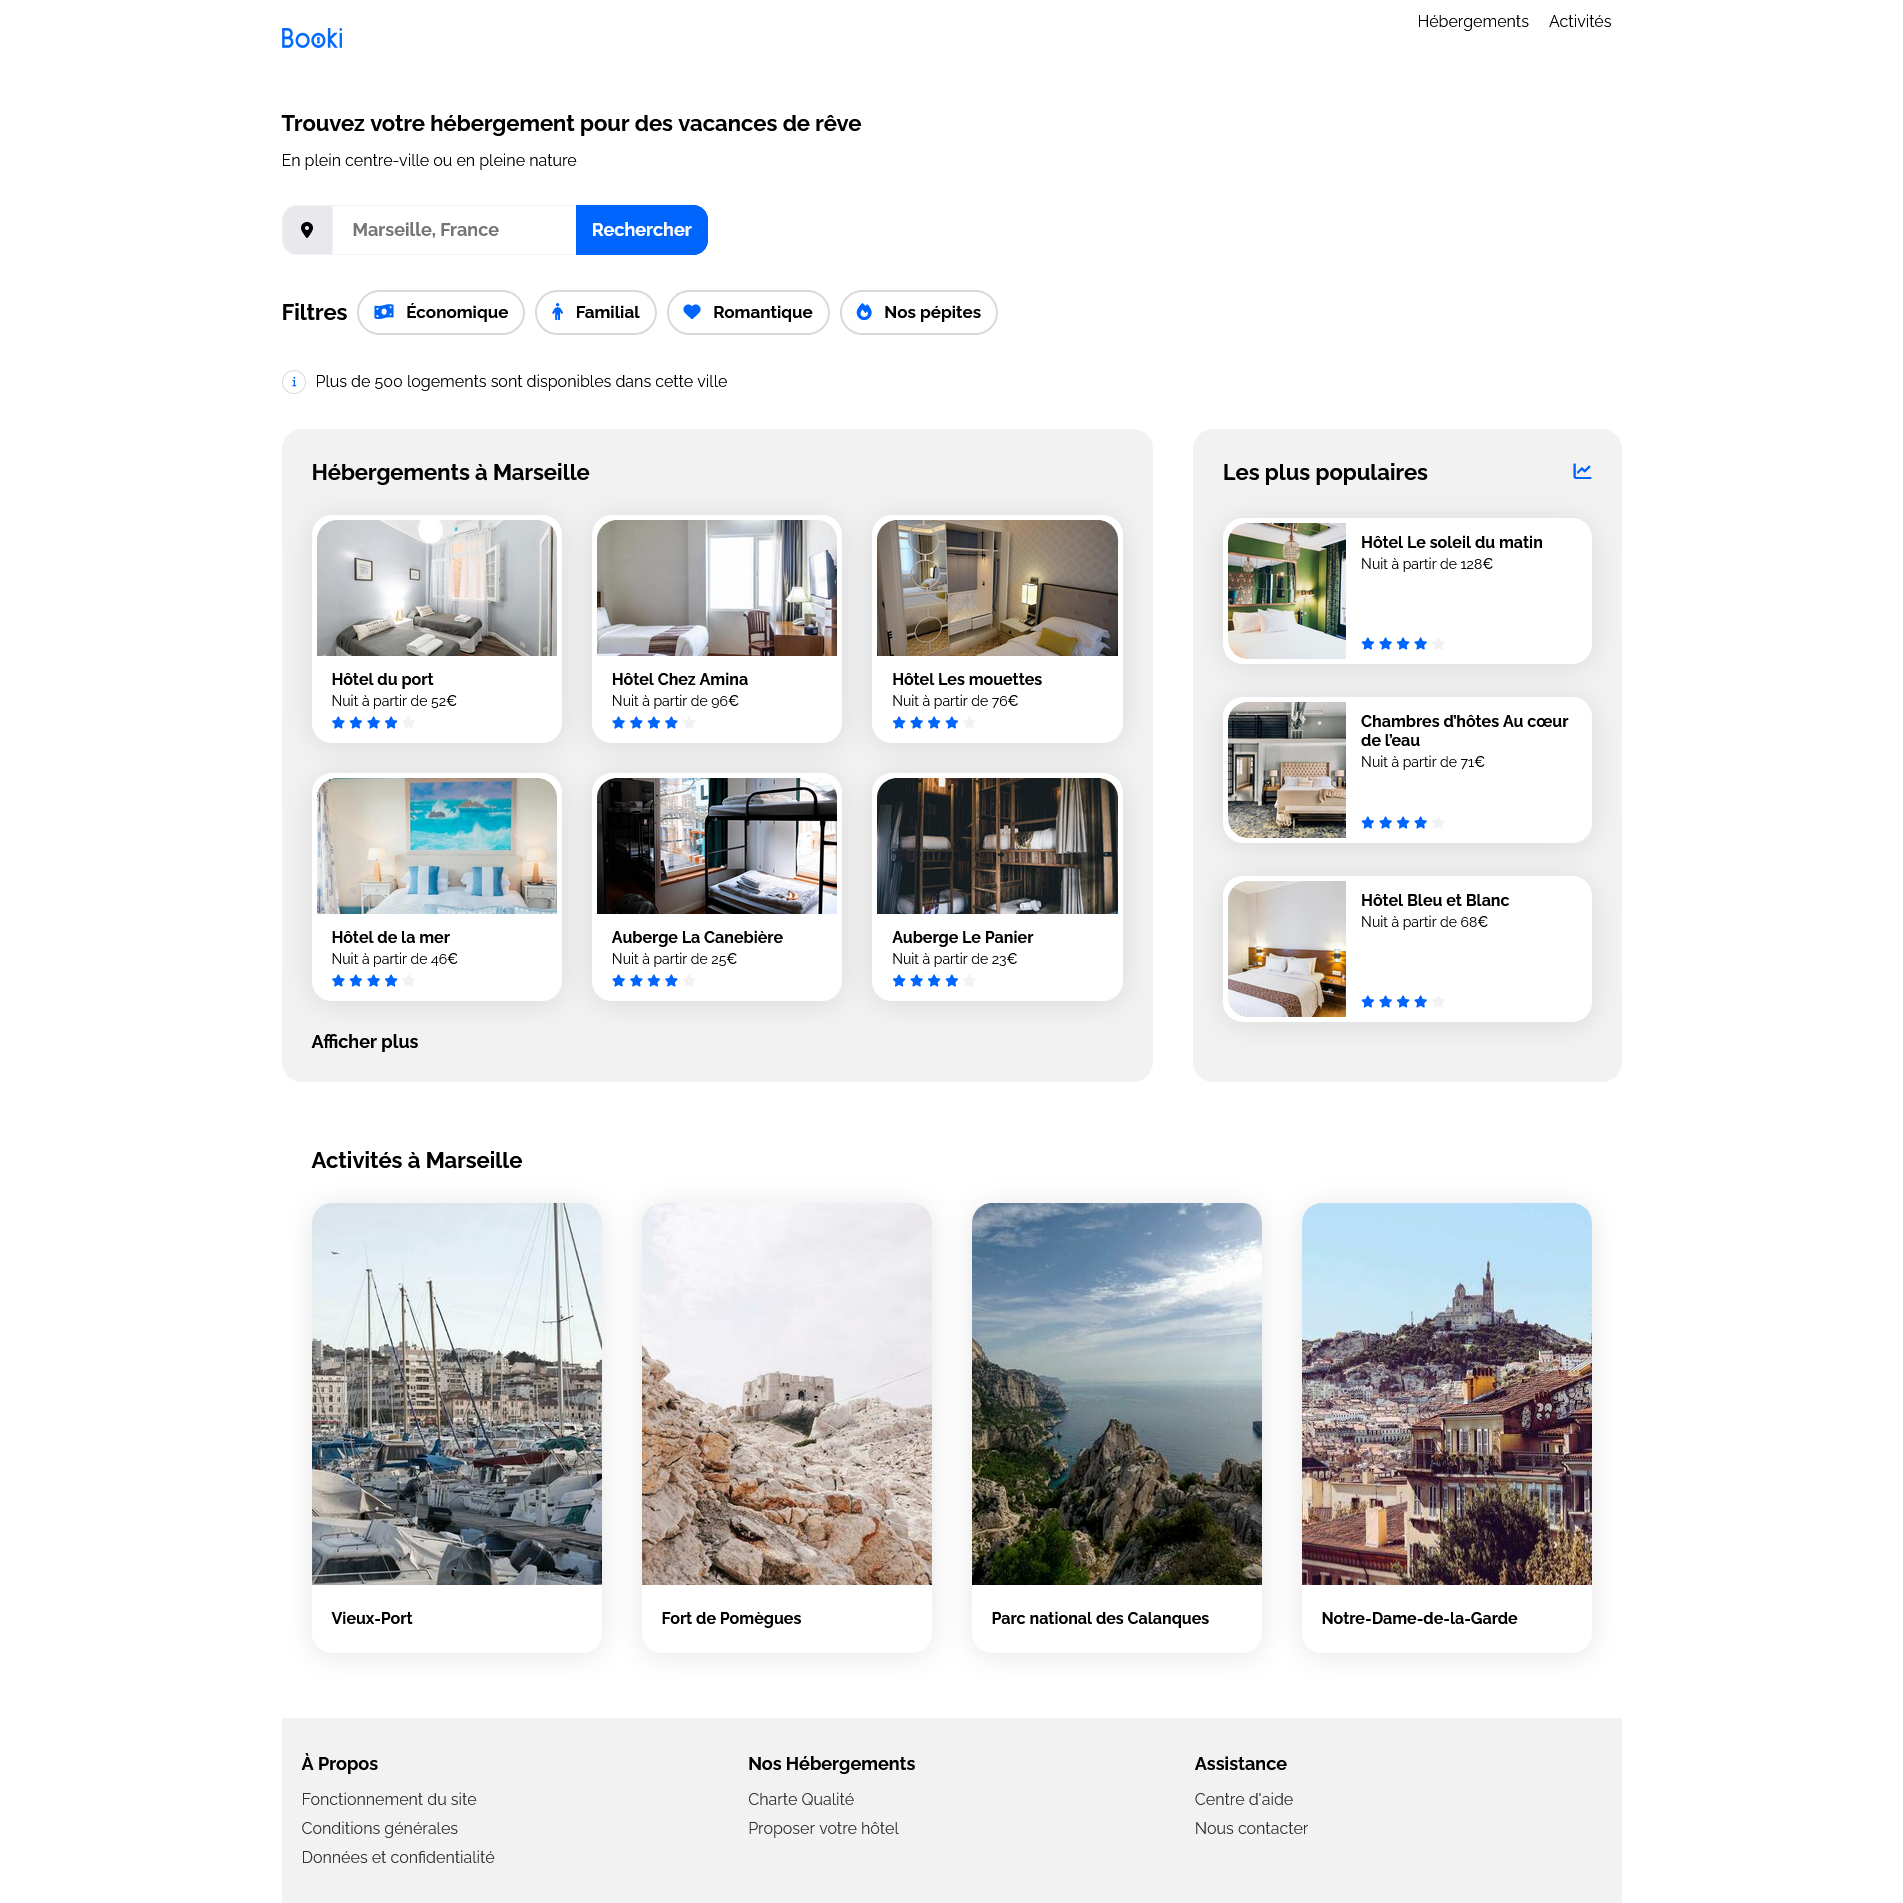 Booki
Hébergements
Activités
Trouvez votre hébergement pour des vacances de rêve
En plein centre-ville ou en pleine nature
Marseille, France
Rechercher
Filtres
Économique
Familial
Romantique
Nos pépites
Plus de 500 logements sont disponibles dans cette ville
Hébergements à Marseille
Hôtel du port
Nuit à partir de 52€
Hôtel Chez Amina
Nuit à partir de 96€
Hôtel Les mouettes
Nuit à partir de 76€
Hôtel de la mer
Nuit à partir de 46€
Auberge La Canebière
Nuit à partir de 25€
Auberge Le Panier
Nuit à partir de 23€
Afficher plus
Les plus populaires
Hôtel Le soleil du matin
Nuit à partir de 128€
Chambres d'hôtes Au cœur
de l'eau
Nuit à partir de 71€
Hôtel Bleu et Blanc
Nuit à partir de 68€
Activités à Marseille
Vieux-Port
Fort de Pomègues
Parc national des Calanques
Notre-Dame-de-la-Garde
À Propos
Fonctionnement du site
Conditions générales
Données et confidentialité
Nos Hébergements
Charte Qualité
Proposer votre hôtel
Assistance
Centre d'aide
Nous contacter